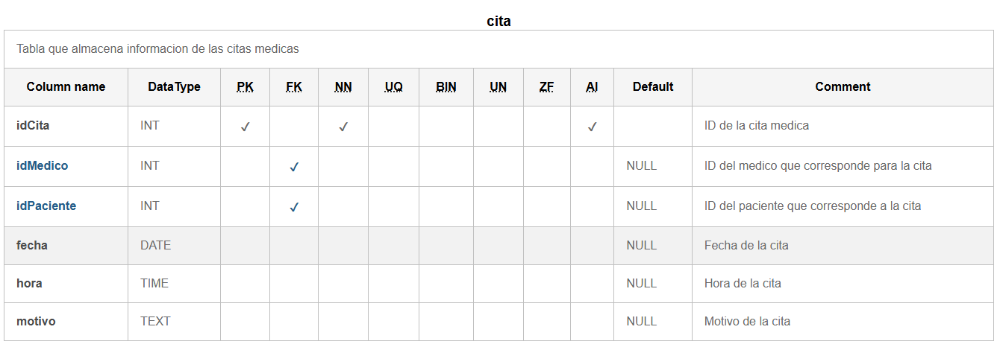 cita
Tabla que almacena informacion de las citas medicas
Column name DataType PK FK NN UQ BIN UN ZF AI Default Comment
idCita INT ✓ ✓ ✓ ID de la cita medica
idMedico INT ✓ NULL ID del medico que corresponde para la cita
idPaciente INT ✓ NULL ID del paciente que corresponde a la cita
fecha DATE NULL Fecha de la cita
hora TIME NULL Hora de la cita
motivo TEXT NULL Motivo de la cita